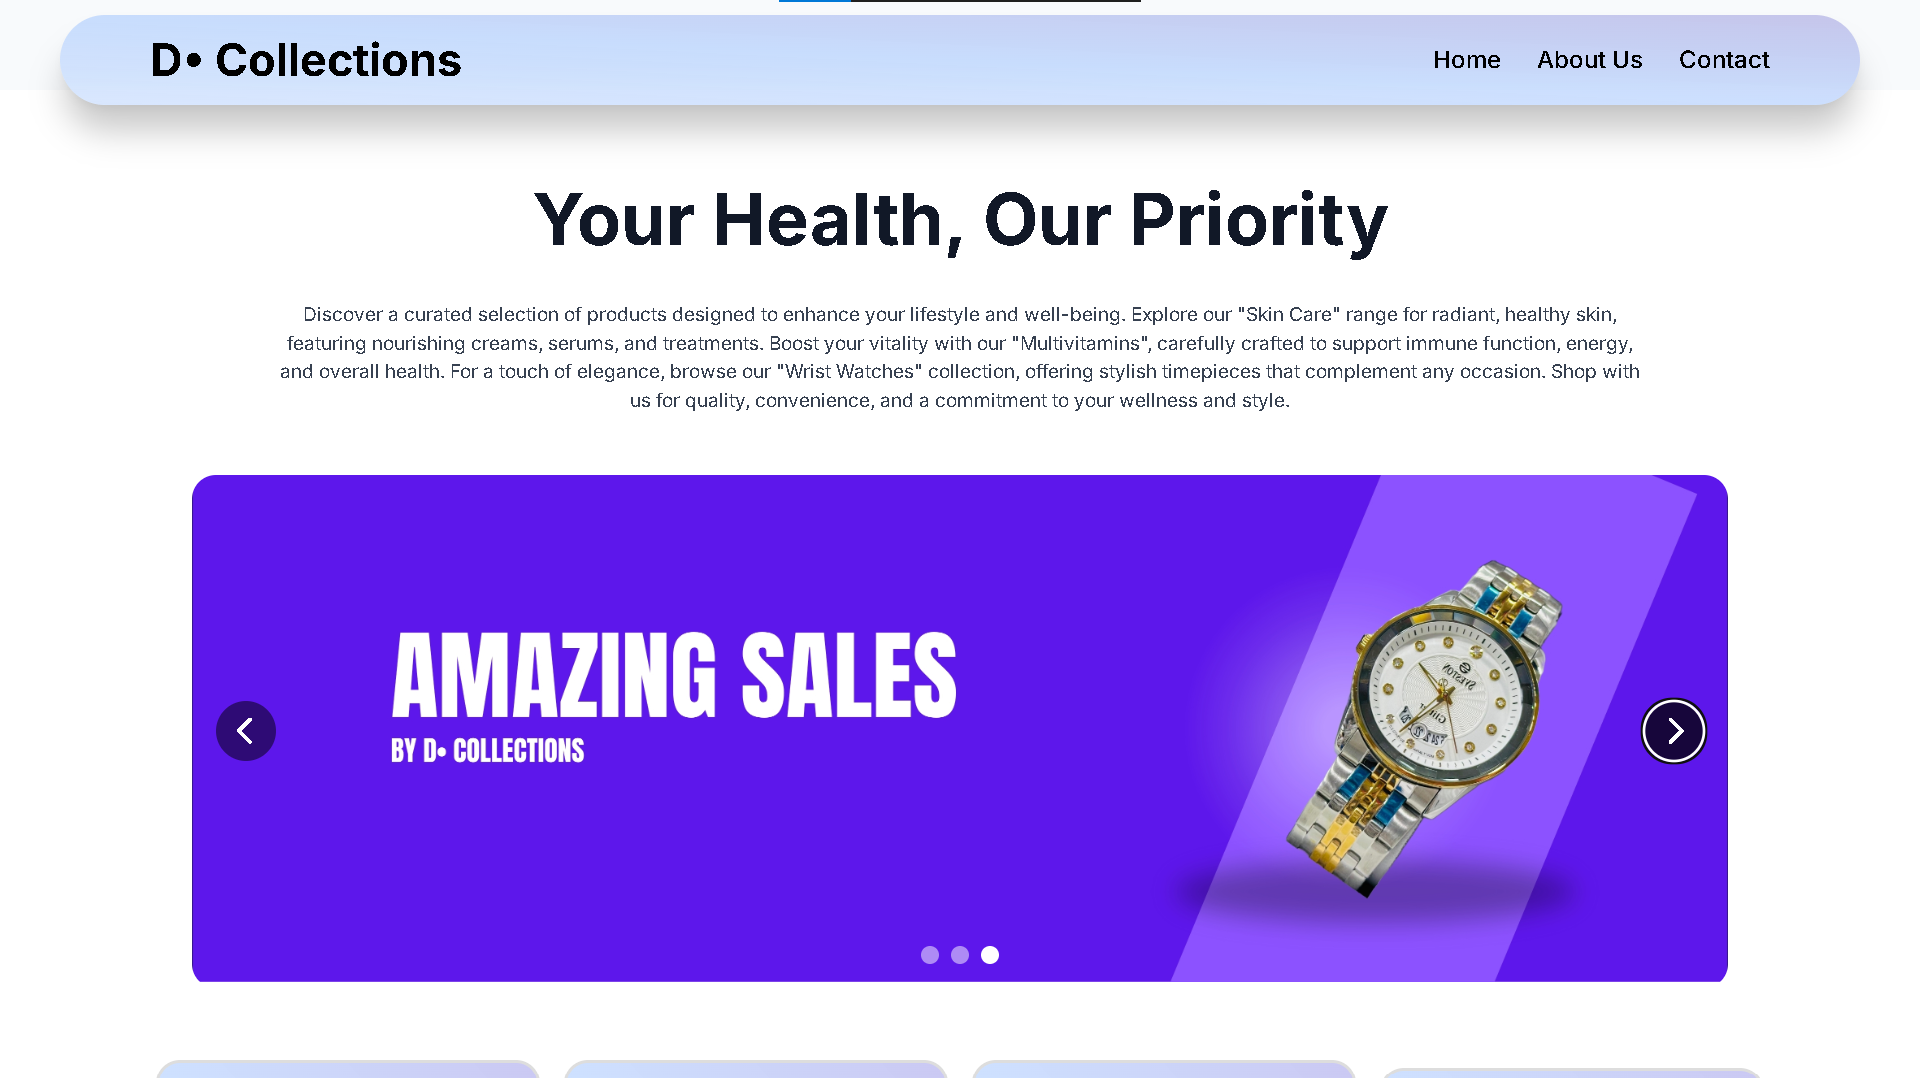 D• Collections
Home
About Us
Contact
Your Health, Our Priority
Discover a curated selection of products designed to enhance your lifestyle and well-being. Explore our "Skin Care" range for radiant, healthy skin,
featuring nourishing creams, serums, and treatments. Boost your vitality with our "Multivitamins", carefully crafted to support immune function, energy,
and overall health. For a touch of elegance, browse our "Wrist Watches" collection, offering stylish timepieces that complement any occasion. Shop with
us for quality, convenience, and a commitment to your wellness and style.
AMAZING SALES
BY D• COLLECTIONS